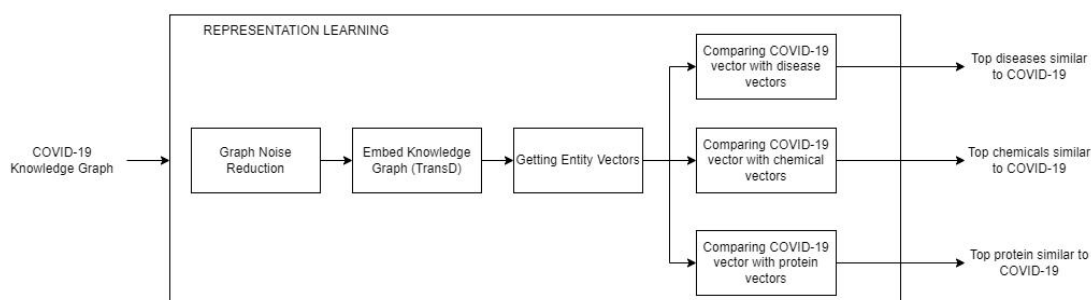 REPRESENTATION LEARNING
COVID-19
Knowledge Graph
Graph Noise
Reduction
Embed Knowledge
Graph (TransD)
Getting Entity Vectors
Comparing COVID-19
vector with disease
vectors
Top diseases similar
to COVID-19
Comparing COVID-19
vector with chemical
vectors
Top chemicals similar
to COVID-19
Comparing COVID-19
vector with protein
vectors
Top protein similar to
COVID-19